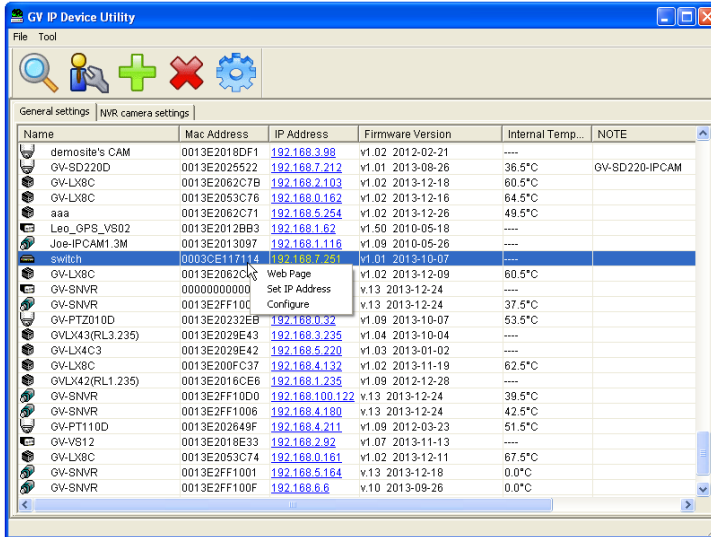 GV IP Device Utility
File Tool
General settings NVR camera settings
Name Mac Address IP Address Firmware Version Internal Temp... NOTE
demosite's CAM 0013E2018DF1 192.168.3.98 v1.02 2012-02-21 ----
GV-SD220D 0013E2025522 192.168.7.212 v1.01 2013-08-26 36.5°C GV-SD220-IPCAM
GV-LX8C 0013E2062C7B 192.168.2.103 v1.02 2013-12-18 60.5°C
GV-LX8C 0013E2053C76 192.168.0.162 v1.02 2013-12-16 64.5°C
aaa 0013E2062C71 192.168.5.254 v1.02 2013-12-26 49.5°C
Leo_GPS_VS02 0013E2012BB3 192.168.1.62 v1.50 2010-05-18 ----
Joe-IPCAM1.3M 0013E2013097 192.168.1.116 v1.09 2010-05-26 ----
switch 0003CE117114 192.168.7.251 v1.01 2013-10-07 ----
GV-LX8C 0013E2062C v1.02 2013-12-09 60.5°C
Web Page
GV-SNVR 00000000000 v.13 2013-12-24 ----
Set IP Address
GV-SNVR 0013E2FF10 v.13 2013-12-24 37.5°C
Configure
GV-PTZ010D 0013E20232EB 192.168.0.32 v1.09 2013-10-07 53.5°C
GVLX43(RL3.235) 0013E2029E43 192.168.3.235 v1.04 2013-10-04 ----
GV-LX4C3 0013E2029E42 192.168.5.220 v1.03 2013-01-02 ----
GV-LX8C 0013E200FC37 192.168.4.132 v1.02 2013-11-19 62.5°C
GVLX42(RL1.235) 0013E2016CE6 192.168.1.235 v1.09 2012-12-28 ----
GV-SNVR 0013E2FF10D0 192.168.100.122 v.13 2013-12-24 39.5°C
GV-SNVR 0013E2FF1006 192.168.4.180 v.13 2013-12-24 42.5°C
GV-PT110D 0013E202649F 192.168.4.211 v1.09 2012-03-23 51.5°C
GV-VS12 0013E2018E33 192.168.2.92 v1.07 2013-11-13 ----
GV-LX8C 0013E2053C74 192.168.0.161 v1.02 2013-12-11 67.5°C
GV-SNVR 0013E2FF1001 192.168.5.164 v.13 2013-12-18 0.0°C
GV-SNVR 0013E2FF100F 192.168.6.6 v.10 2013-09-26 0.0°C